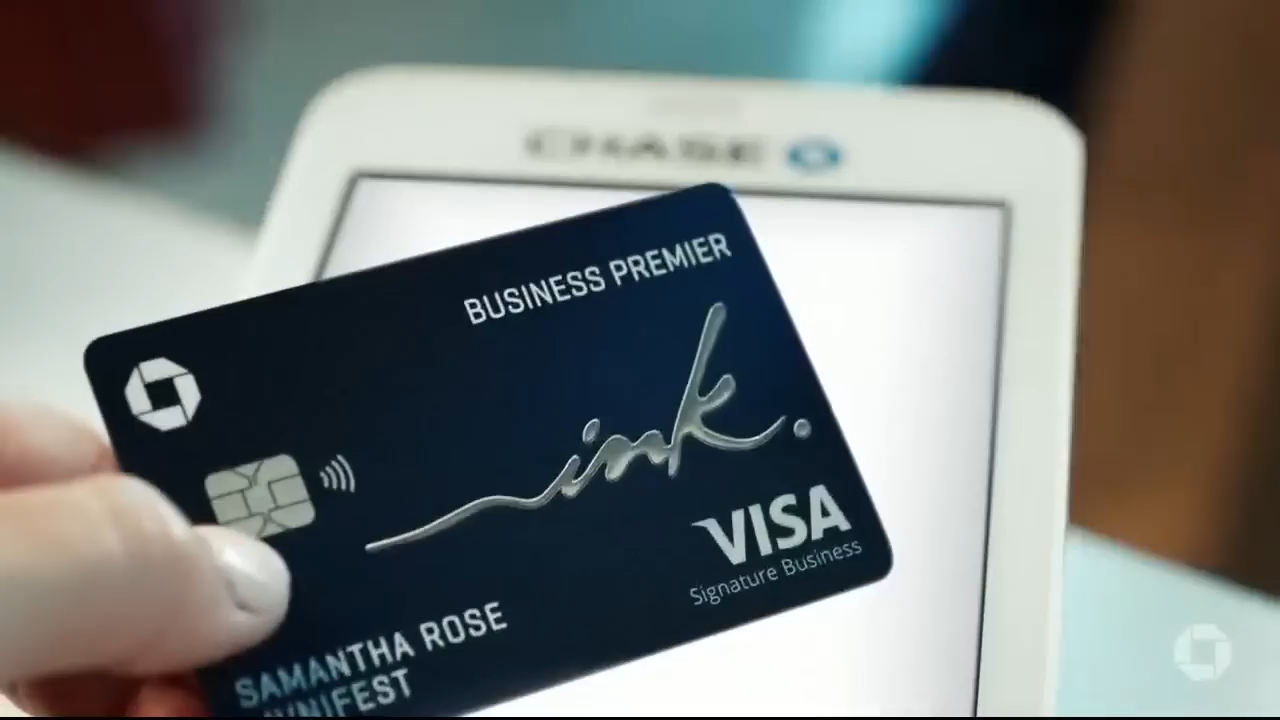 CHASE
BUSINESS PREMIER
ink.
VISA
Signature Business
SAMANTHA ROSE